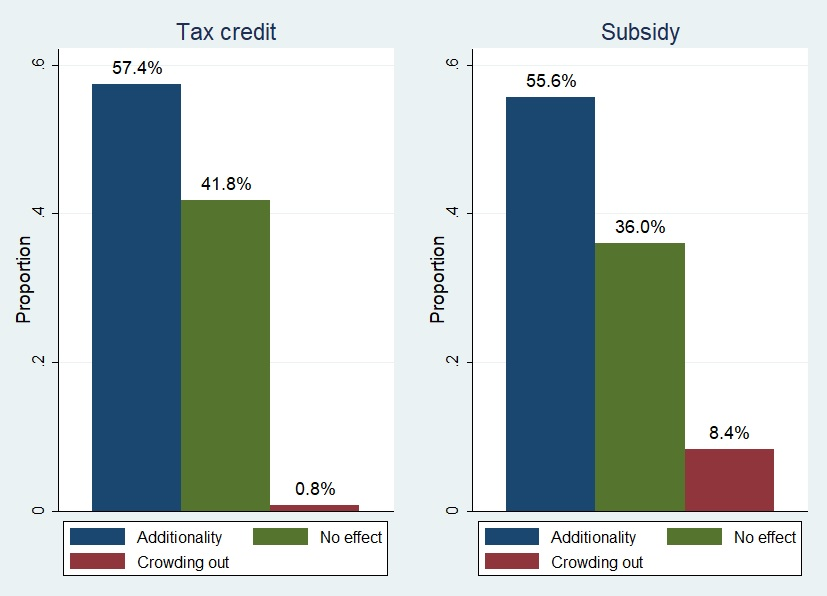 Tax credit
Proportion
.6
.4
.2
0
57.4%
41.8%
0.8%
Additionality No effect
Crowding out
Subsidy
Proportion
.6
.4
.2
0
55.6%
36.0%
8.4%
Additionality No effect
Crowding out